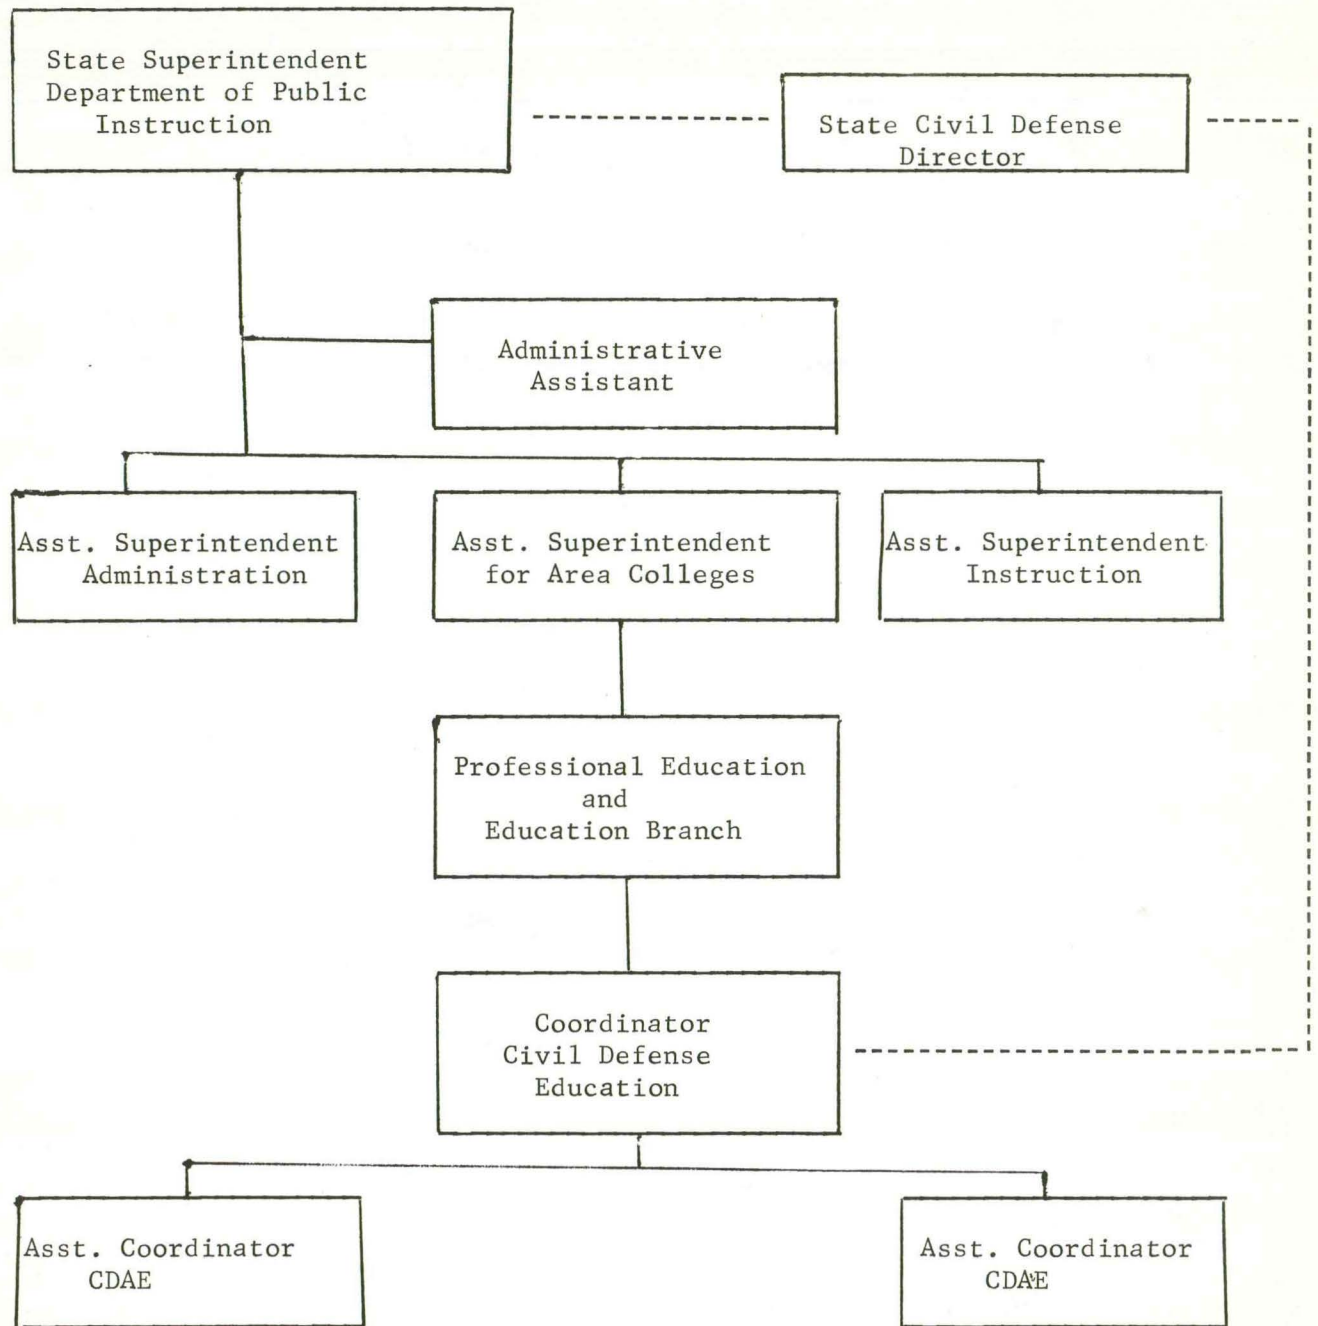 State Superintendent
Department of Public
Instruction
State Civil Defense
Director
Administrative
Assistant
Asst. Superintendent
Administration
Asst. Superintendent
for Area Colleges
Asst. Superintendent
Instruction
Professional Education
and
Education Branch
Coordinator
Civil Defense
Education
Asst. Coordinator
CDAE
Asst. Coordinator
CDAE